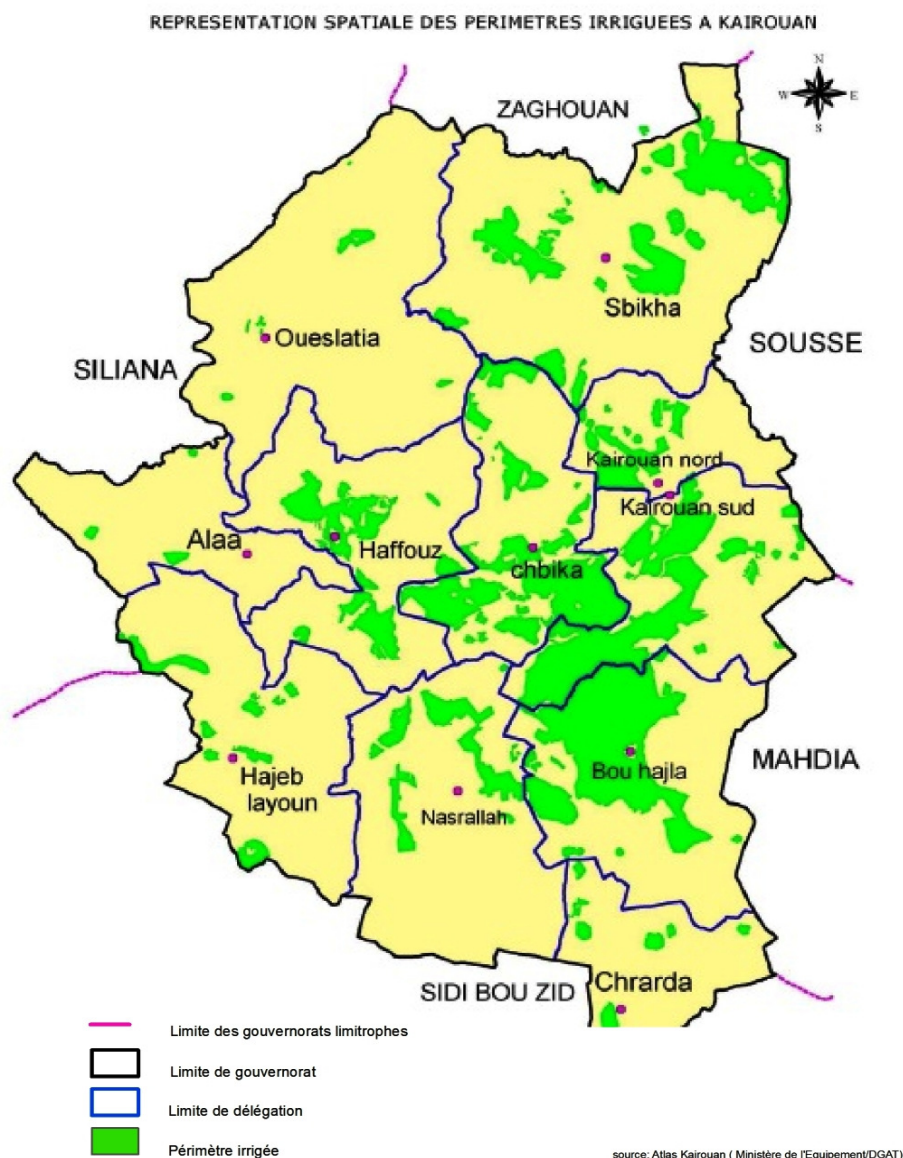 REPRESENTATION SPATIALE DES PERIMETRES IRRIGUEES A KAIROUAN
N
W E
S
ZAGHOUAN
Sbikha
Oueslatia
SOUSSE
SILIANA
Kairouan nord
Kairouan sud
Alaa
Haffouz
chbika
MAHDIA
Bou hajla
Hajeb
layoun
Nasrallah
Chrarda
SIDI BOU ZID
Limite des gouvernorats limitrophes
Limite de gouvernorat
Limite de délégation
Périmètre irrigée
source: Atlas Kairouan ( Ministère de l'Equipement/DGAT)